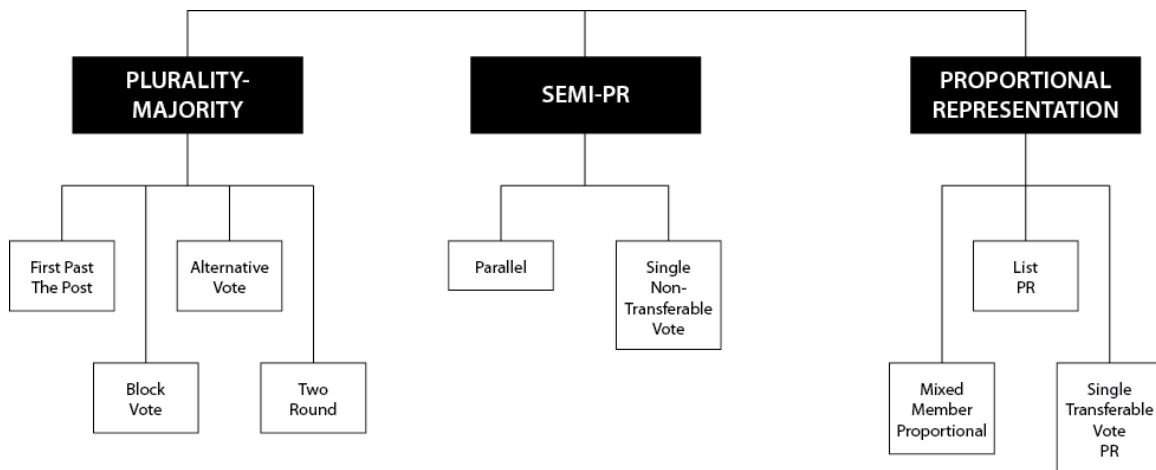 PLURALITY-
MAJORITY
SEMI-PR
PROPORTIONAL
REPRESENTATION
First Past
The Post
Alternative
Vote
Block
Vote
Two
Round
Parallel
Single
Non-
Transferable
Vote
List
PR
Mixed
Member
Proportional
Single
Transferable
Vote
PR